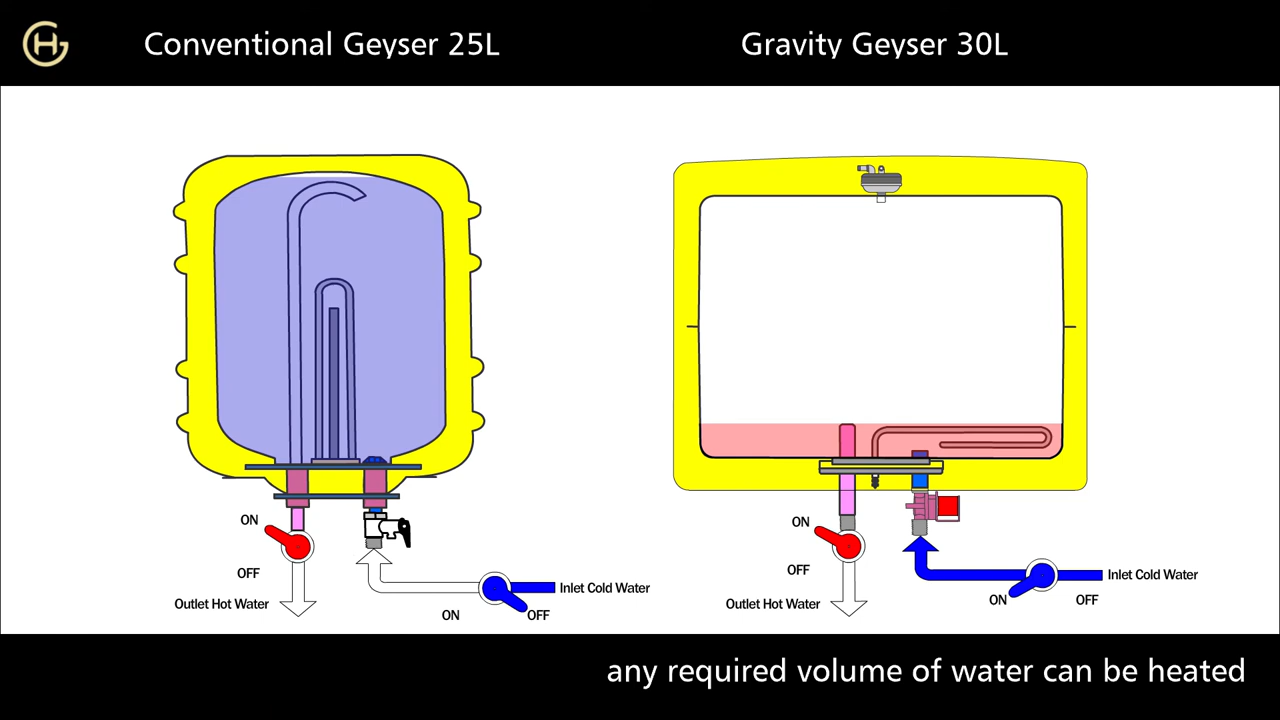 GH
Conventional Geyser 25L
Gravity Geyser 30L
ON
OFF
Outlet Hot Water
Inlet Cold Water
ON
OFF
ON
OFF
Outlet Hot Water
Inlet Cold Water
ON
OFF
any required volume of water can be heated